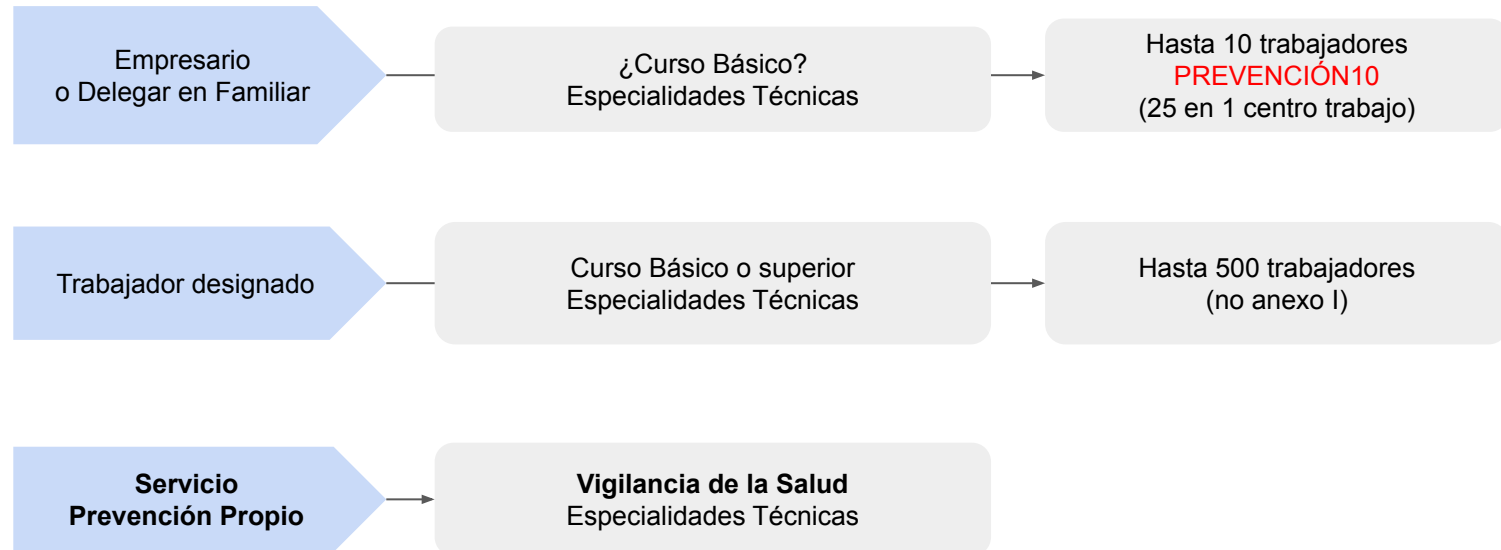 Empresario
o Delegar en Familiar
¿Curso Básico?
Especialidades Técnicas
Hasta 10 trabajadores
PREVENCIÓN10
(25 en 1 centro trabajo)
Trabajador designado
Curso Básico o superior
Especialidades Técnicas
Hasta 500 trabajadores
(no anexo I)
Servicio
Prevención Propio
Vigilancia de la Salud
Especialidades Técnicas